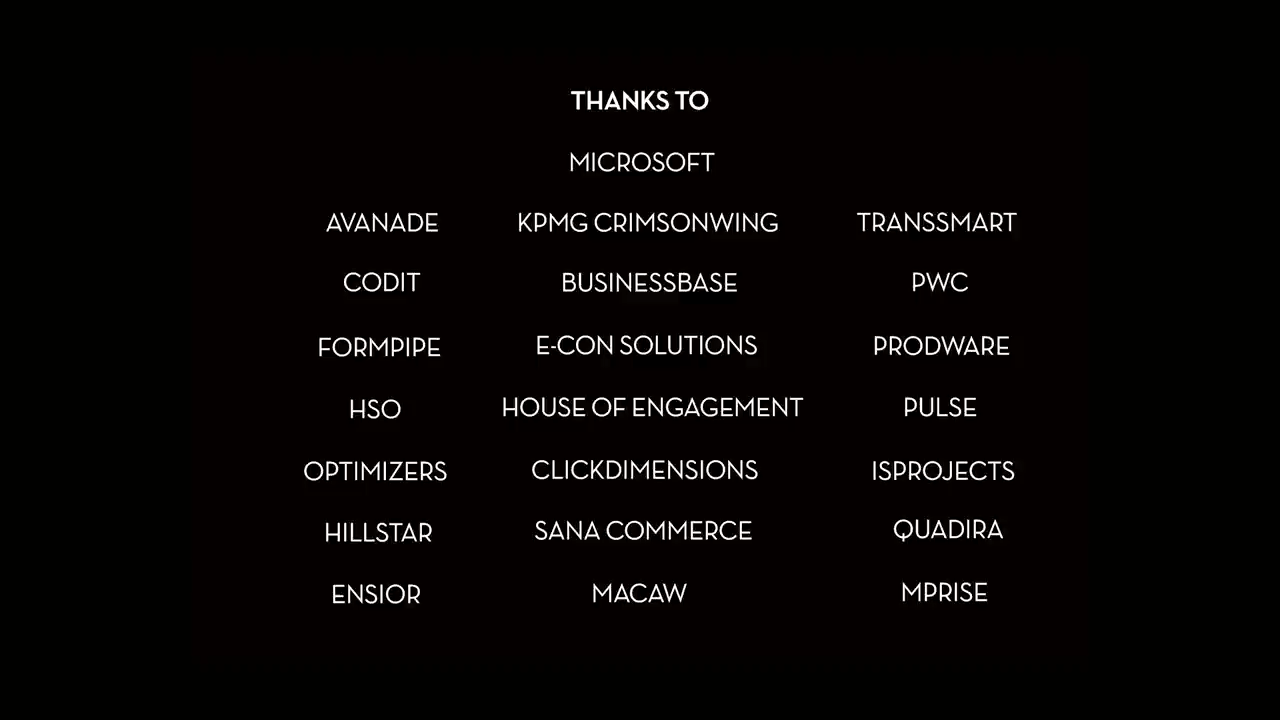 THANKS TO
MICROSOFT
AVANADE KPMG CRIMSONWING TRANSSMART
CODIT BUSINESSBASE PWC
FORMPIPE E-CON SOLUTIONS PRODWARE
HSO HOUSE OF ENGAGEMENT PULSE
OPTIMIZERS CLICKDIMENSIONS ISPROJECTS
HILLSTAR SANA COMMERCE QUADIRA
ENSIOR MACAW MPRISE